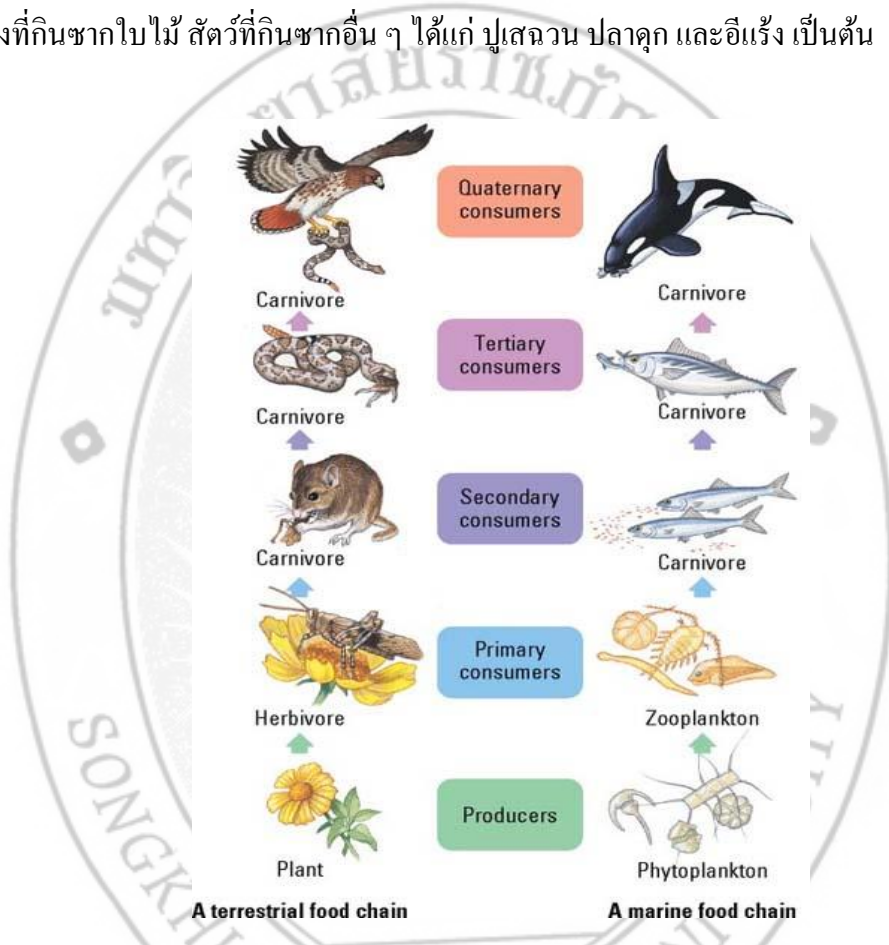 งที่กินซากใบไม้ สัตว์ที่กินซากอื่น ๆ ได้แก่ ปูเสฉวน ปลาดุก และอีแร้ง เป็นต้น
Quaternary
consumers
Carnivore
Carnivore
Tertiary
consumers
Carnivore
Carnivore
Secondary
consumers
Carnivore
Carnivore
Primary
consumers
Herbivore
Zooplankton
Producers
Plant
Phytoplankton
A terrestrial food chain
A marine food chain